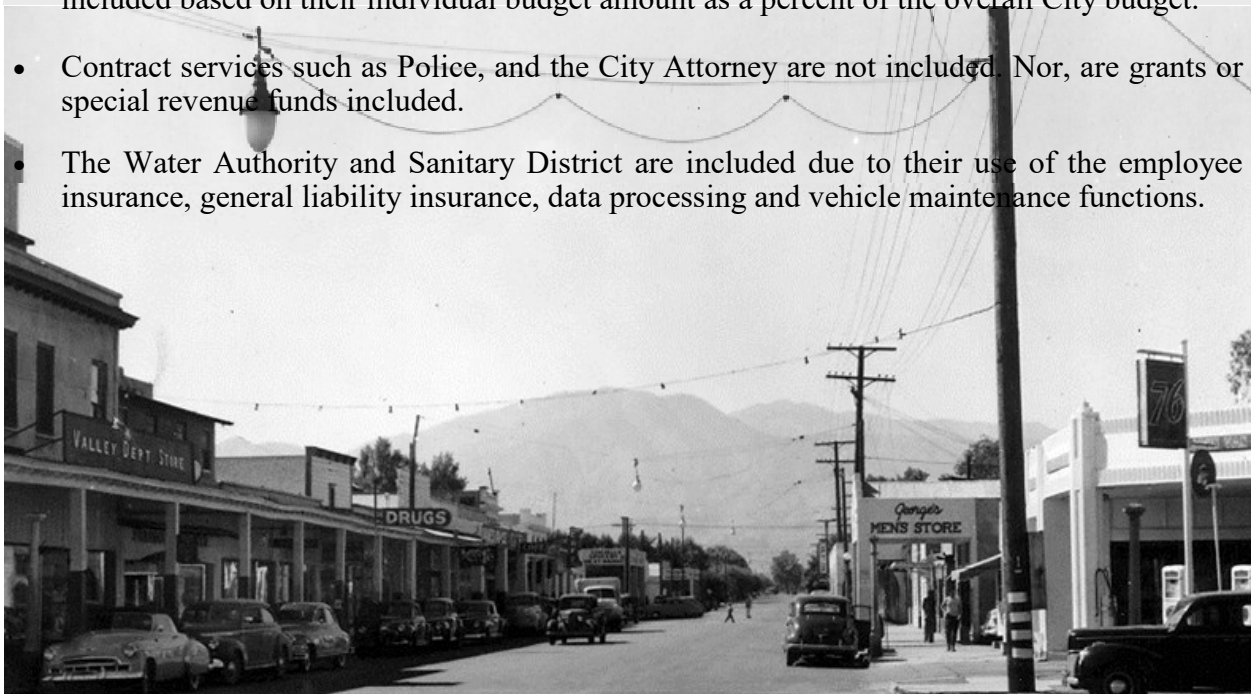 included based on their individual budget amount as a percent of the overall City budget.
• Contract services such as Police, and the City Attorney are not included. Nor, are grants or
special revenue funds included.
• The Water Authority and Sanitary District are included due to their use of the employee
insurance, general liability insurance, data processing and vehicle maintenance functions.
VALLEY DEPT STORE
DRUGS
George's
MEN'S STORE
76